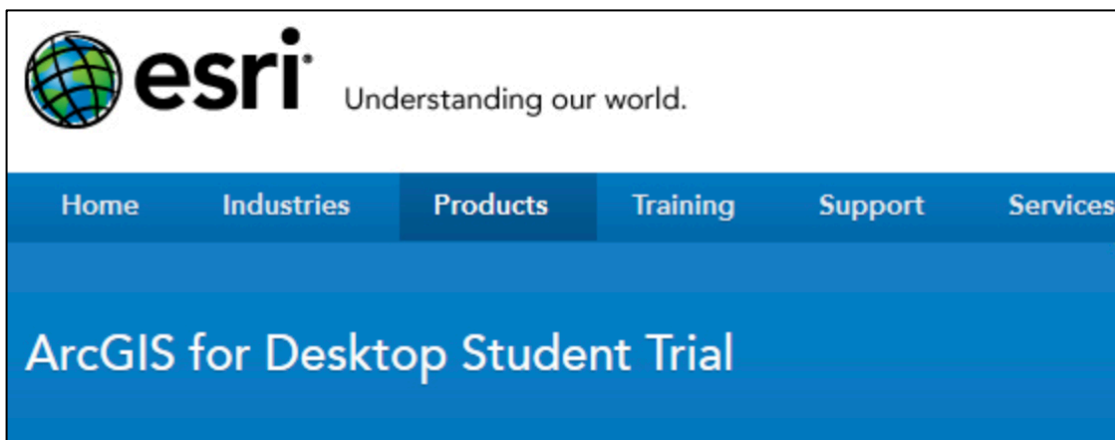 esri®
Understanding our world.
Home Industries Products Training Support Services
ArcGIS for Desktop Student Trial